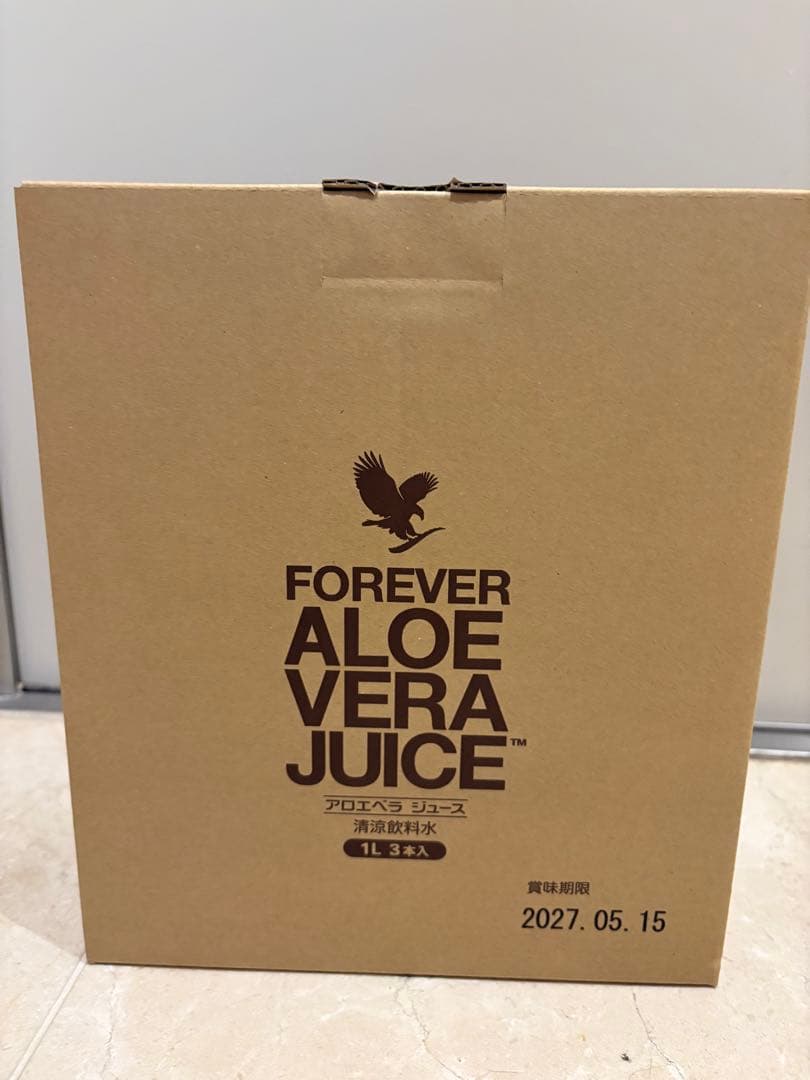 FOREVER
ALOE
VERA
JUICE™
アロエベラ ジュース
清涼飲料水
1L 3本入
賞味期限
2027.05.15